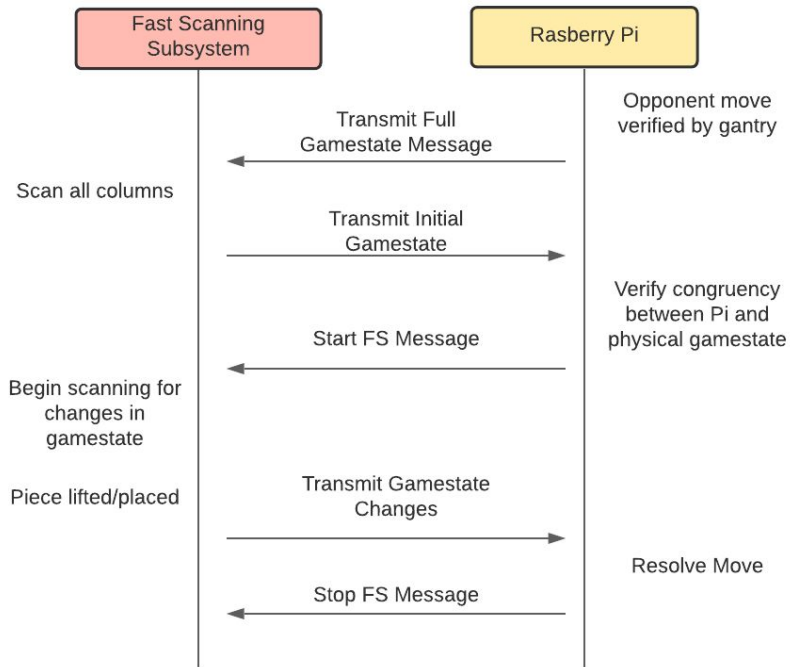 Fast Scanning
Subsystem
Rasberry Pi
Opponent move
verified by gantry
Transmit Full
Gamestate Message
Scan all columns
Transmit Initial
Gamestate
Verify congruency
between Pi and
physical gamestate
Start FS Message
Begin scanning for
changes in
gamestate
Piece lifted/placed
Transmit Gamestate
Changes
Resolve Move
Stop FS Message